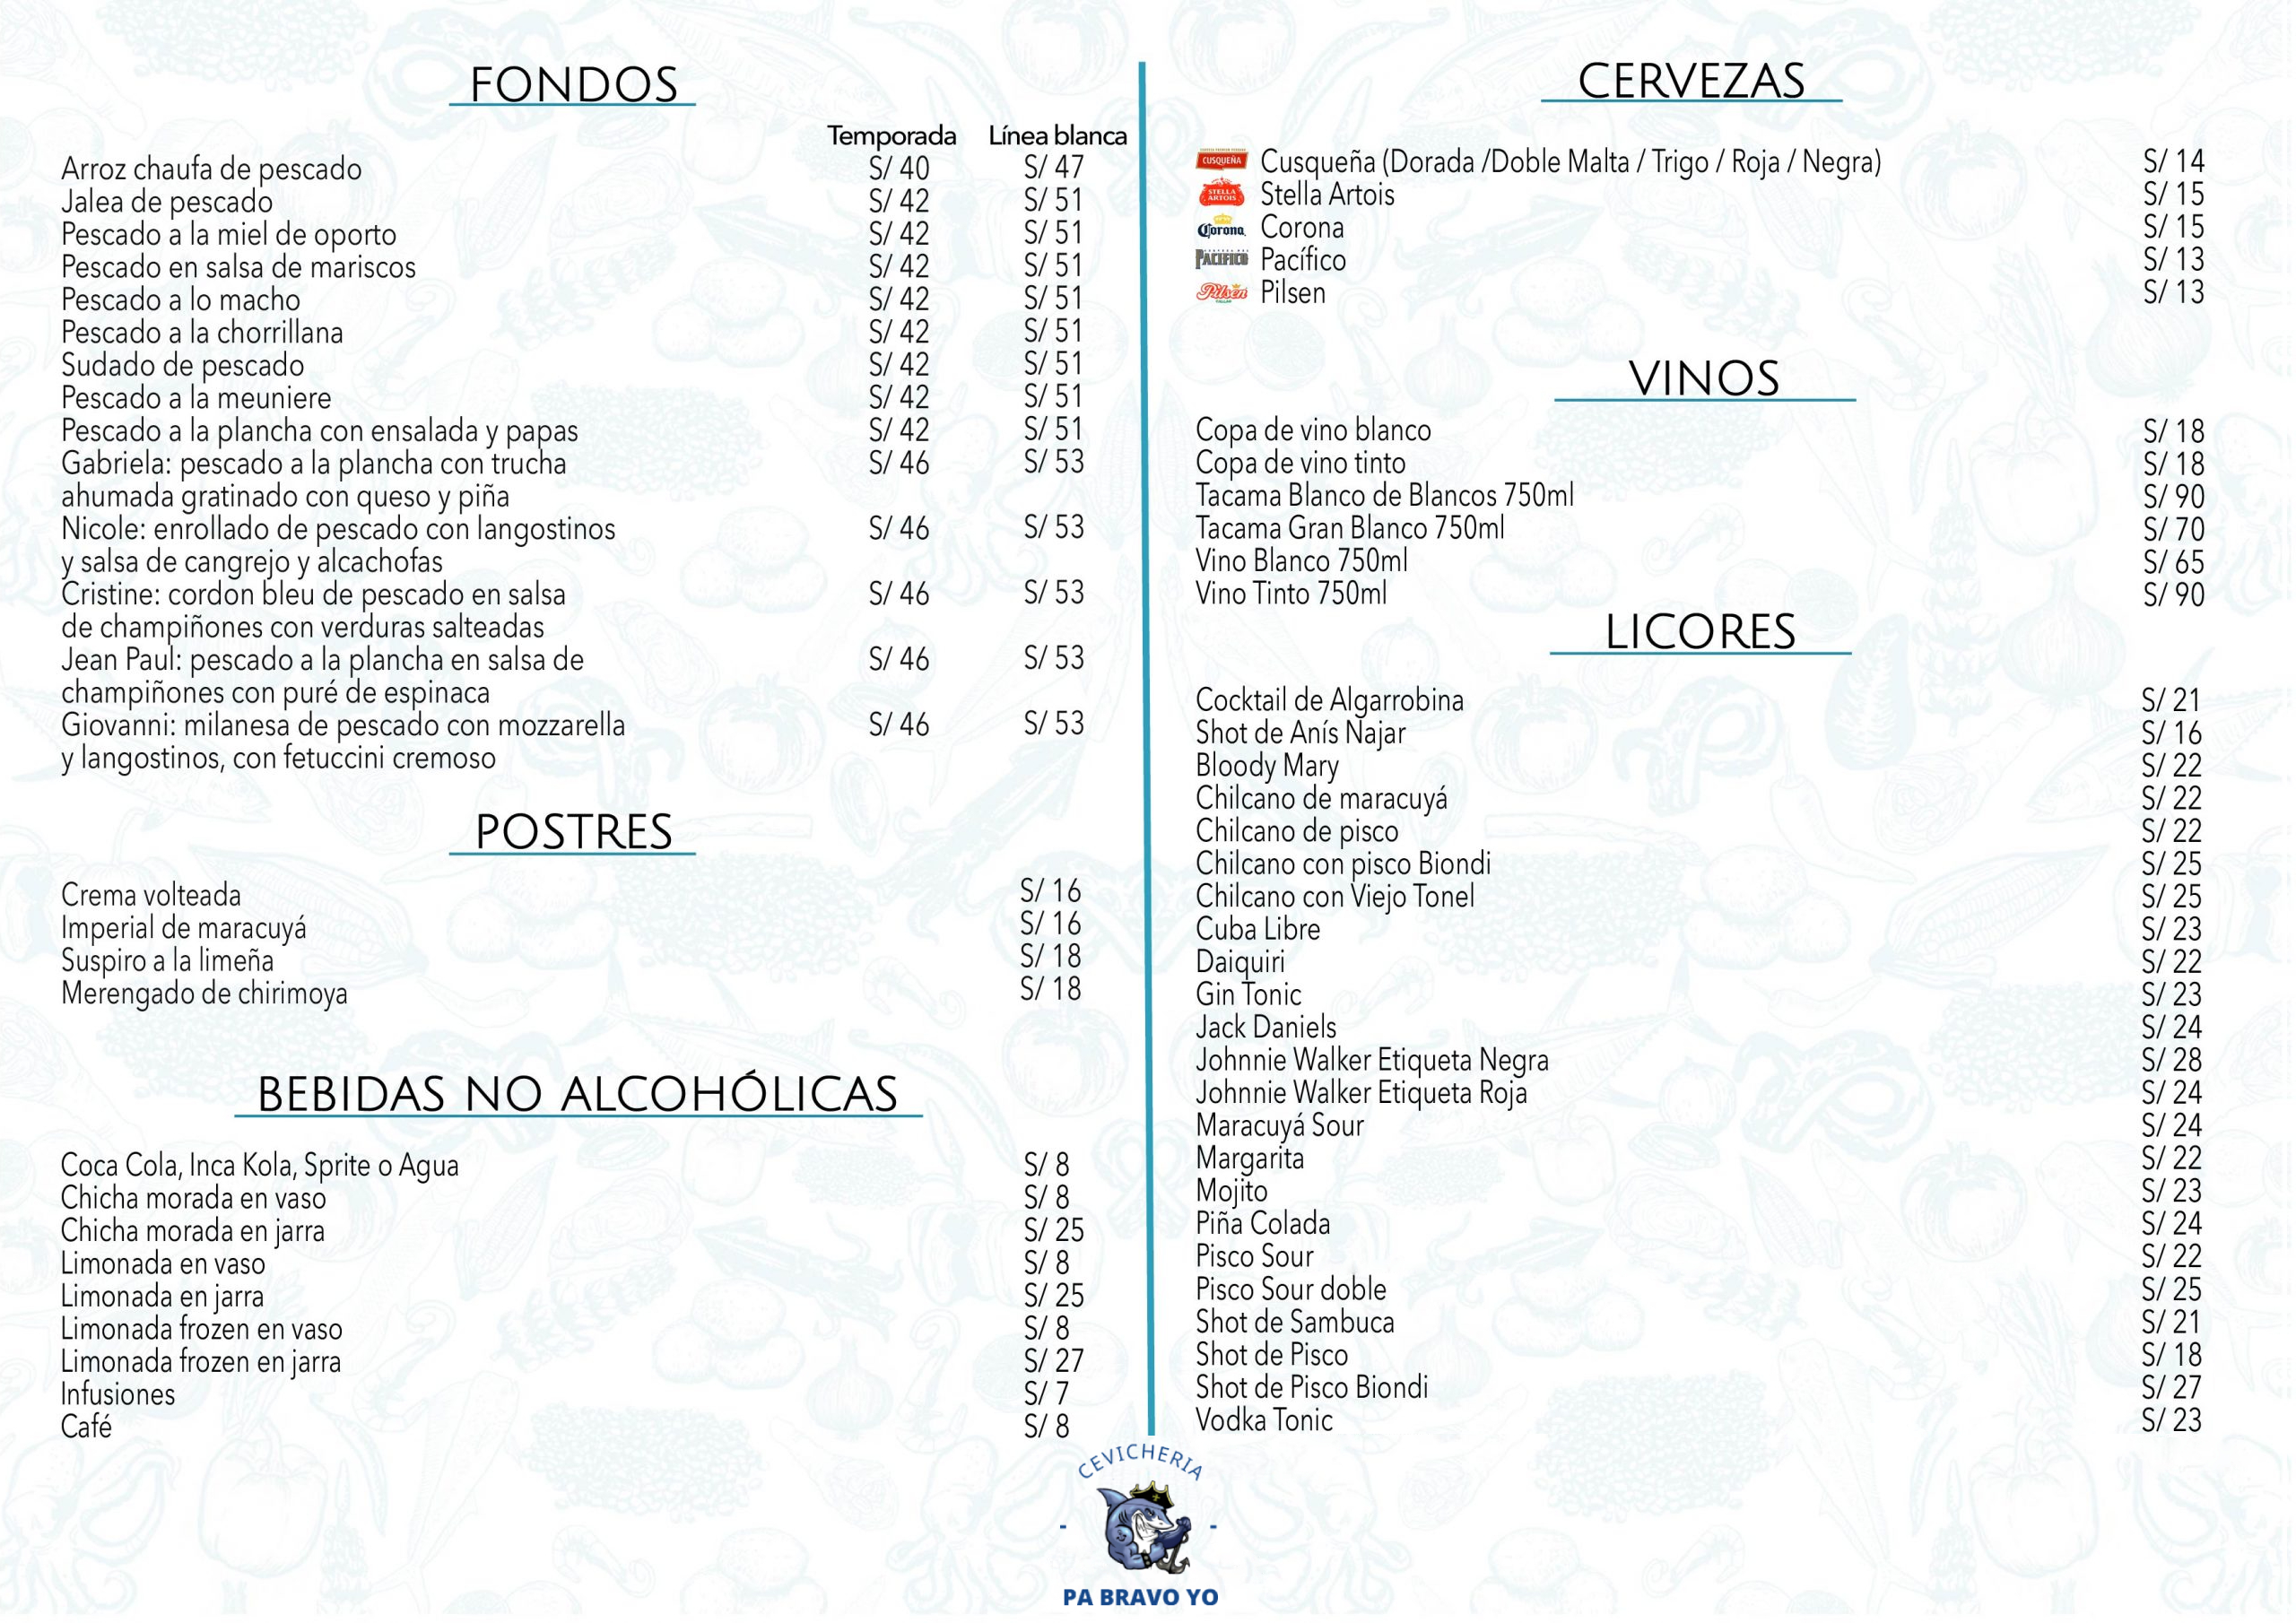 FONDOS
Temporada Línea blanca
Arroz chaufa de pescado S/ 40 S/ 47
Jalea de pescado S/ 42 S/ 51
Pescado a la miel de oporto S/ 42 S/ 51
Pescado en salsa de mariscos S/ 42 S/ 51
Pescado a lo macho S/ 42 S/ 51
Pescado a la chorrillana S/ 42 S/ 51
Sudado de pescado S/ 42 S/ 51
Pescado a la meuniere S/ 42 S/ 51
Pescado a la plancha con ensalada y papas S/ 42 S/ 51
Gabriela: pescado a la plancha con trucha S/ 46 S/ 53
ahumada gratinado con queso y piña
Nicole: enrollado de pescado con langostinos S/ 46 S/ 53
y salsa de cangrejo y alcachofas
Cristine: cordon bleu de pescado en salsa S/ 46 S/ 53
de champiñones con verduras salteadas
Jean Paul: pescado a la plancha en salsa de S/ 46 S/ 53
champiñones con puré de espinaca
Giovanni: milanesa de pescado con mozzarella S/ 46 S/ 53
y langostinos, con fetuccini cremoso
POSTRES
Crema volteada S/ 16
Imperial de maracuyá S/ 16
Suspiro a la limeña S/ 18
Merengado de chirimoya S/ 18
BEBIDAS NO ALCOHÓLICAS
Coca Cola, Inca Kola, Sprite o Agua S/ 8
Chicha morada en vaso S/ 8
Chicha morada en jarra S/ 25
Limonada en vaso S/ 8
Limonada en jarra S/ 25
Limonada frozen en vaso S/ 8
Limonada frozen en jarra S/ 27
Infusiones S/ 7
Café S/ 8
CERVEZAS
CUSQUEÑA Cusqueña (Dorada /Doble Malta / Trigo / Roja / Negra) S/ 14
STELLA ARTOIS Stella Artois S/ 15
Corona Corona S/ 15
PACIFICO Pacífico S/ 13
Pilsen Pilsen S/ 13
VINOS
Copa de vino blanco S/ 18
Copa de vino tinto S/ 18
Tacama Blanco de Blancos 750ml S/ 90
Tacama Gran Blanco 750ml S/ 70
Vino Blanco 750ml S/ 65
Vino Tinto 750ml S/ 90
LICORES
Cocktail de Algarrobina S/ 21
Shot de Anís Najar S/ 16
Bloody Mary S/ 22
Chilcano de maracuyá S/ 22
Chilcano de pisco S/ 22
Chilcano con pisco Biondi S/ 25
Chilcano con Viejo Tonel S/ 25
Cuba Libre S/ 23
Daiquiri S/ 22
Gin Tonic S/ 23
Jack Daniels S/ 24
Johnnie Walker Etiqueta Negra S/ 28
Johnnie Walker Etiqueta Roja S/ 24
Maracuyá Sour S/ 24
Margarita S/ 22
Mojito S/ 23
Piña Colada S/ 24
Pisco Sour S/ 22
Pisco Sour doble S/ 25
Shot de Sambuca S/ 21
Shot de Pisco S/ 18
Shot de Pisco Biondi S/ 27
Vodka Tonic S/ 23
CEVICHERIA
- -
PA BRAVO YO